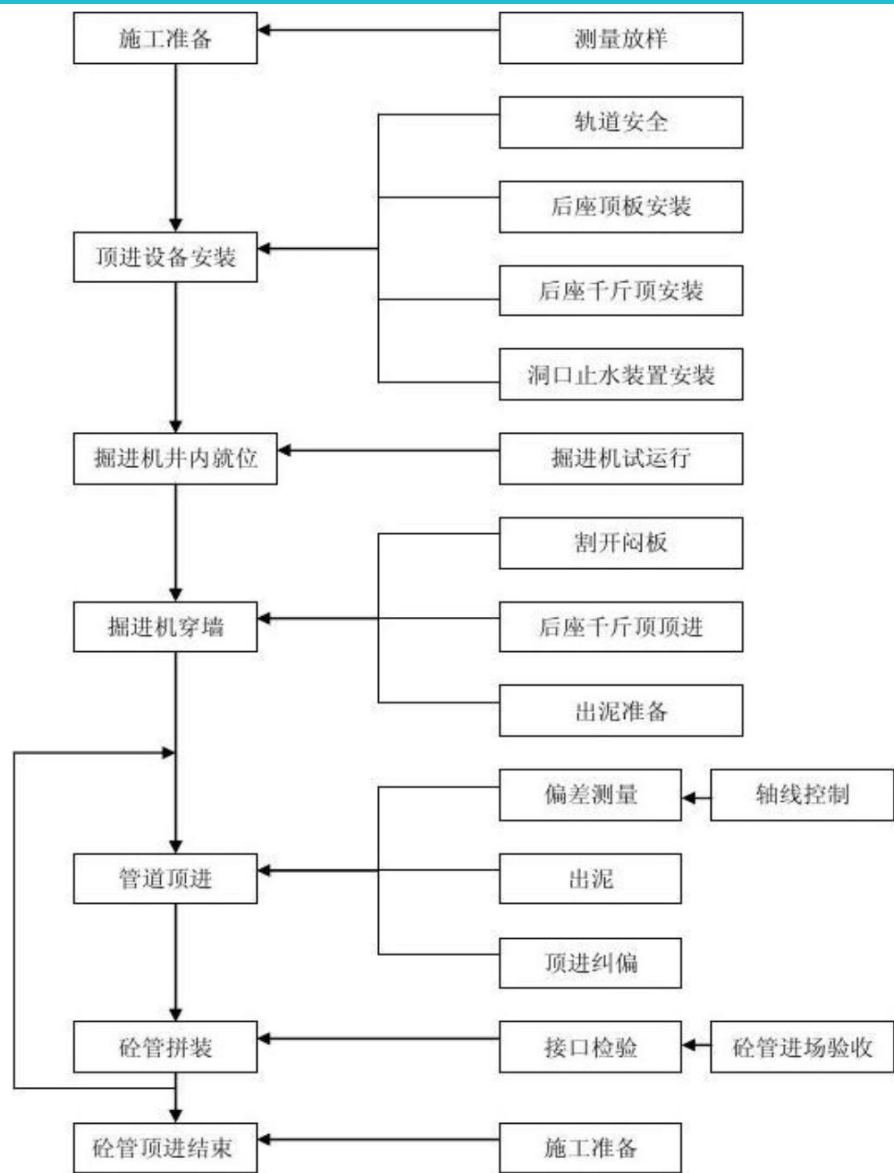 施工准备
测量放样
轨道安全
后座顶板安装
顶进设备安装
后座千斤顶安装
洞口止水装置安装
掘进机井内就位
掘进机试运行
割开闷板
掘进机穿墙
后座千斤顶顶进
出泥准备
偏差测量
轴线控制
管道顶进
出泥
顶进纠偏
砼管拼装
接口检验
砼管进场验收
砼管顶进结束
施工准备